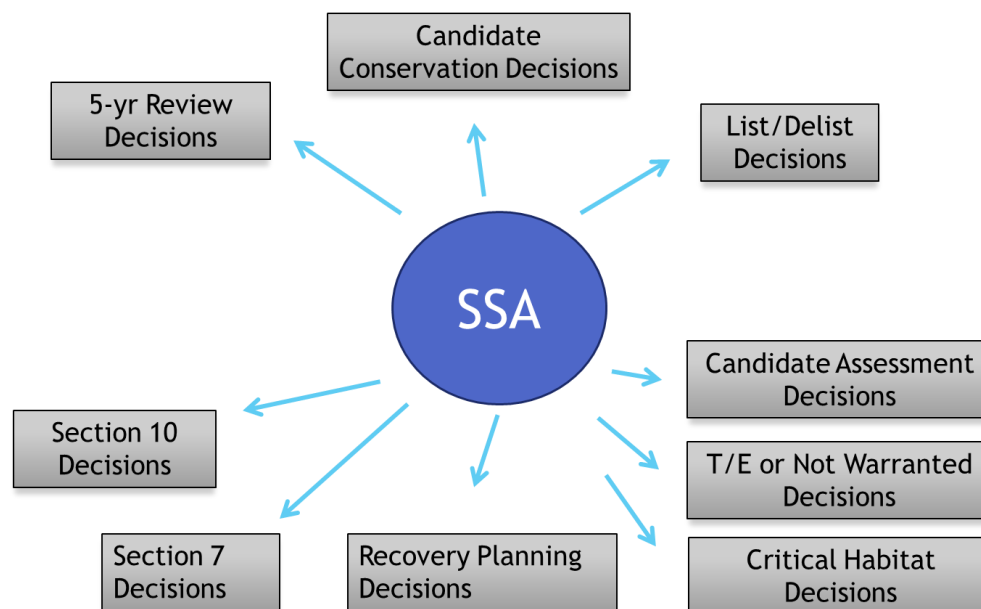 Candidate
Conservation Decisions
5-yr Review
Decisions
List/Delist
Decisions
SSA
Candidate Assessment
Decisions
Section 10
Decisions
T/E or Not Warranted
Decisions
Section 7
Decisions
Recovery Planning
Decisions
Critical Habitat
Decisions